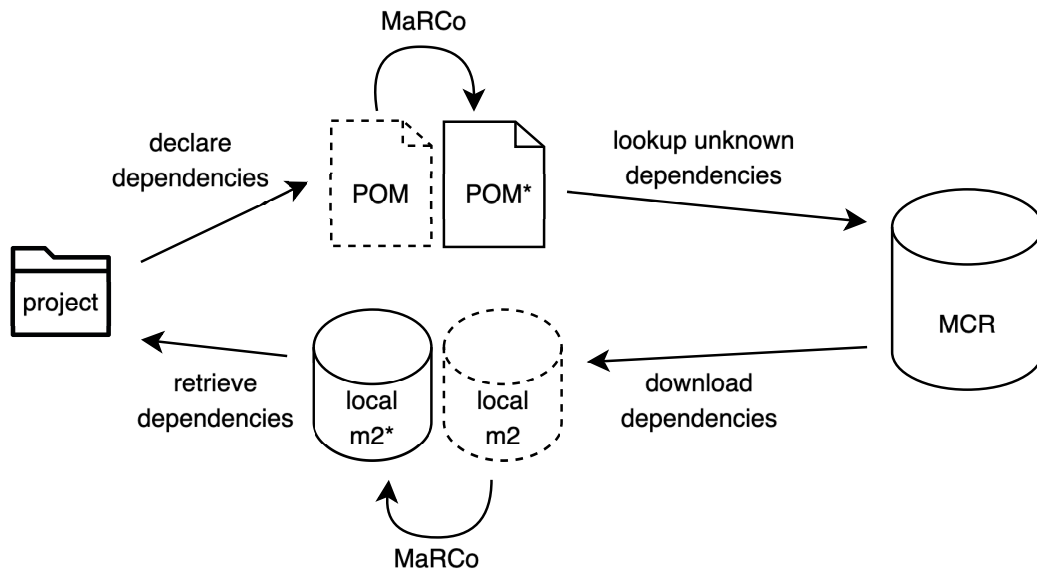 MaRCo
declare
dependencies
POM
POM*
lookup unknown
dependencies
project
MCR
retrieve
dependencies
local
m2*
local
m2
download
dependencies
MaRCo